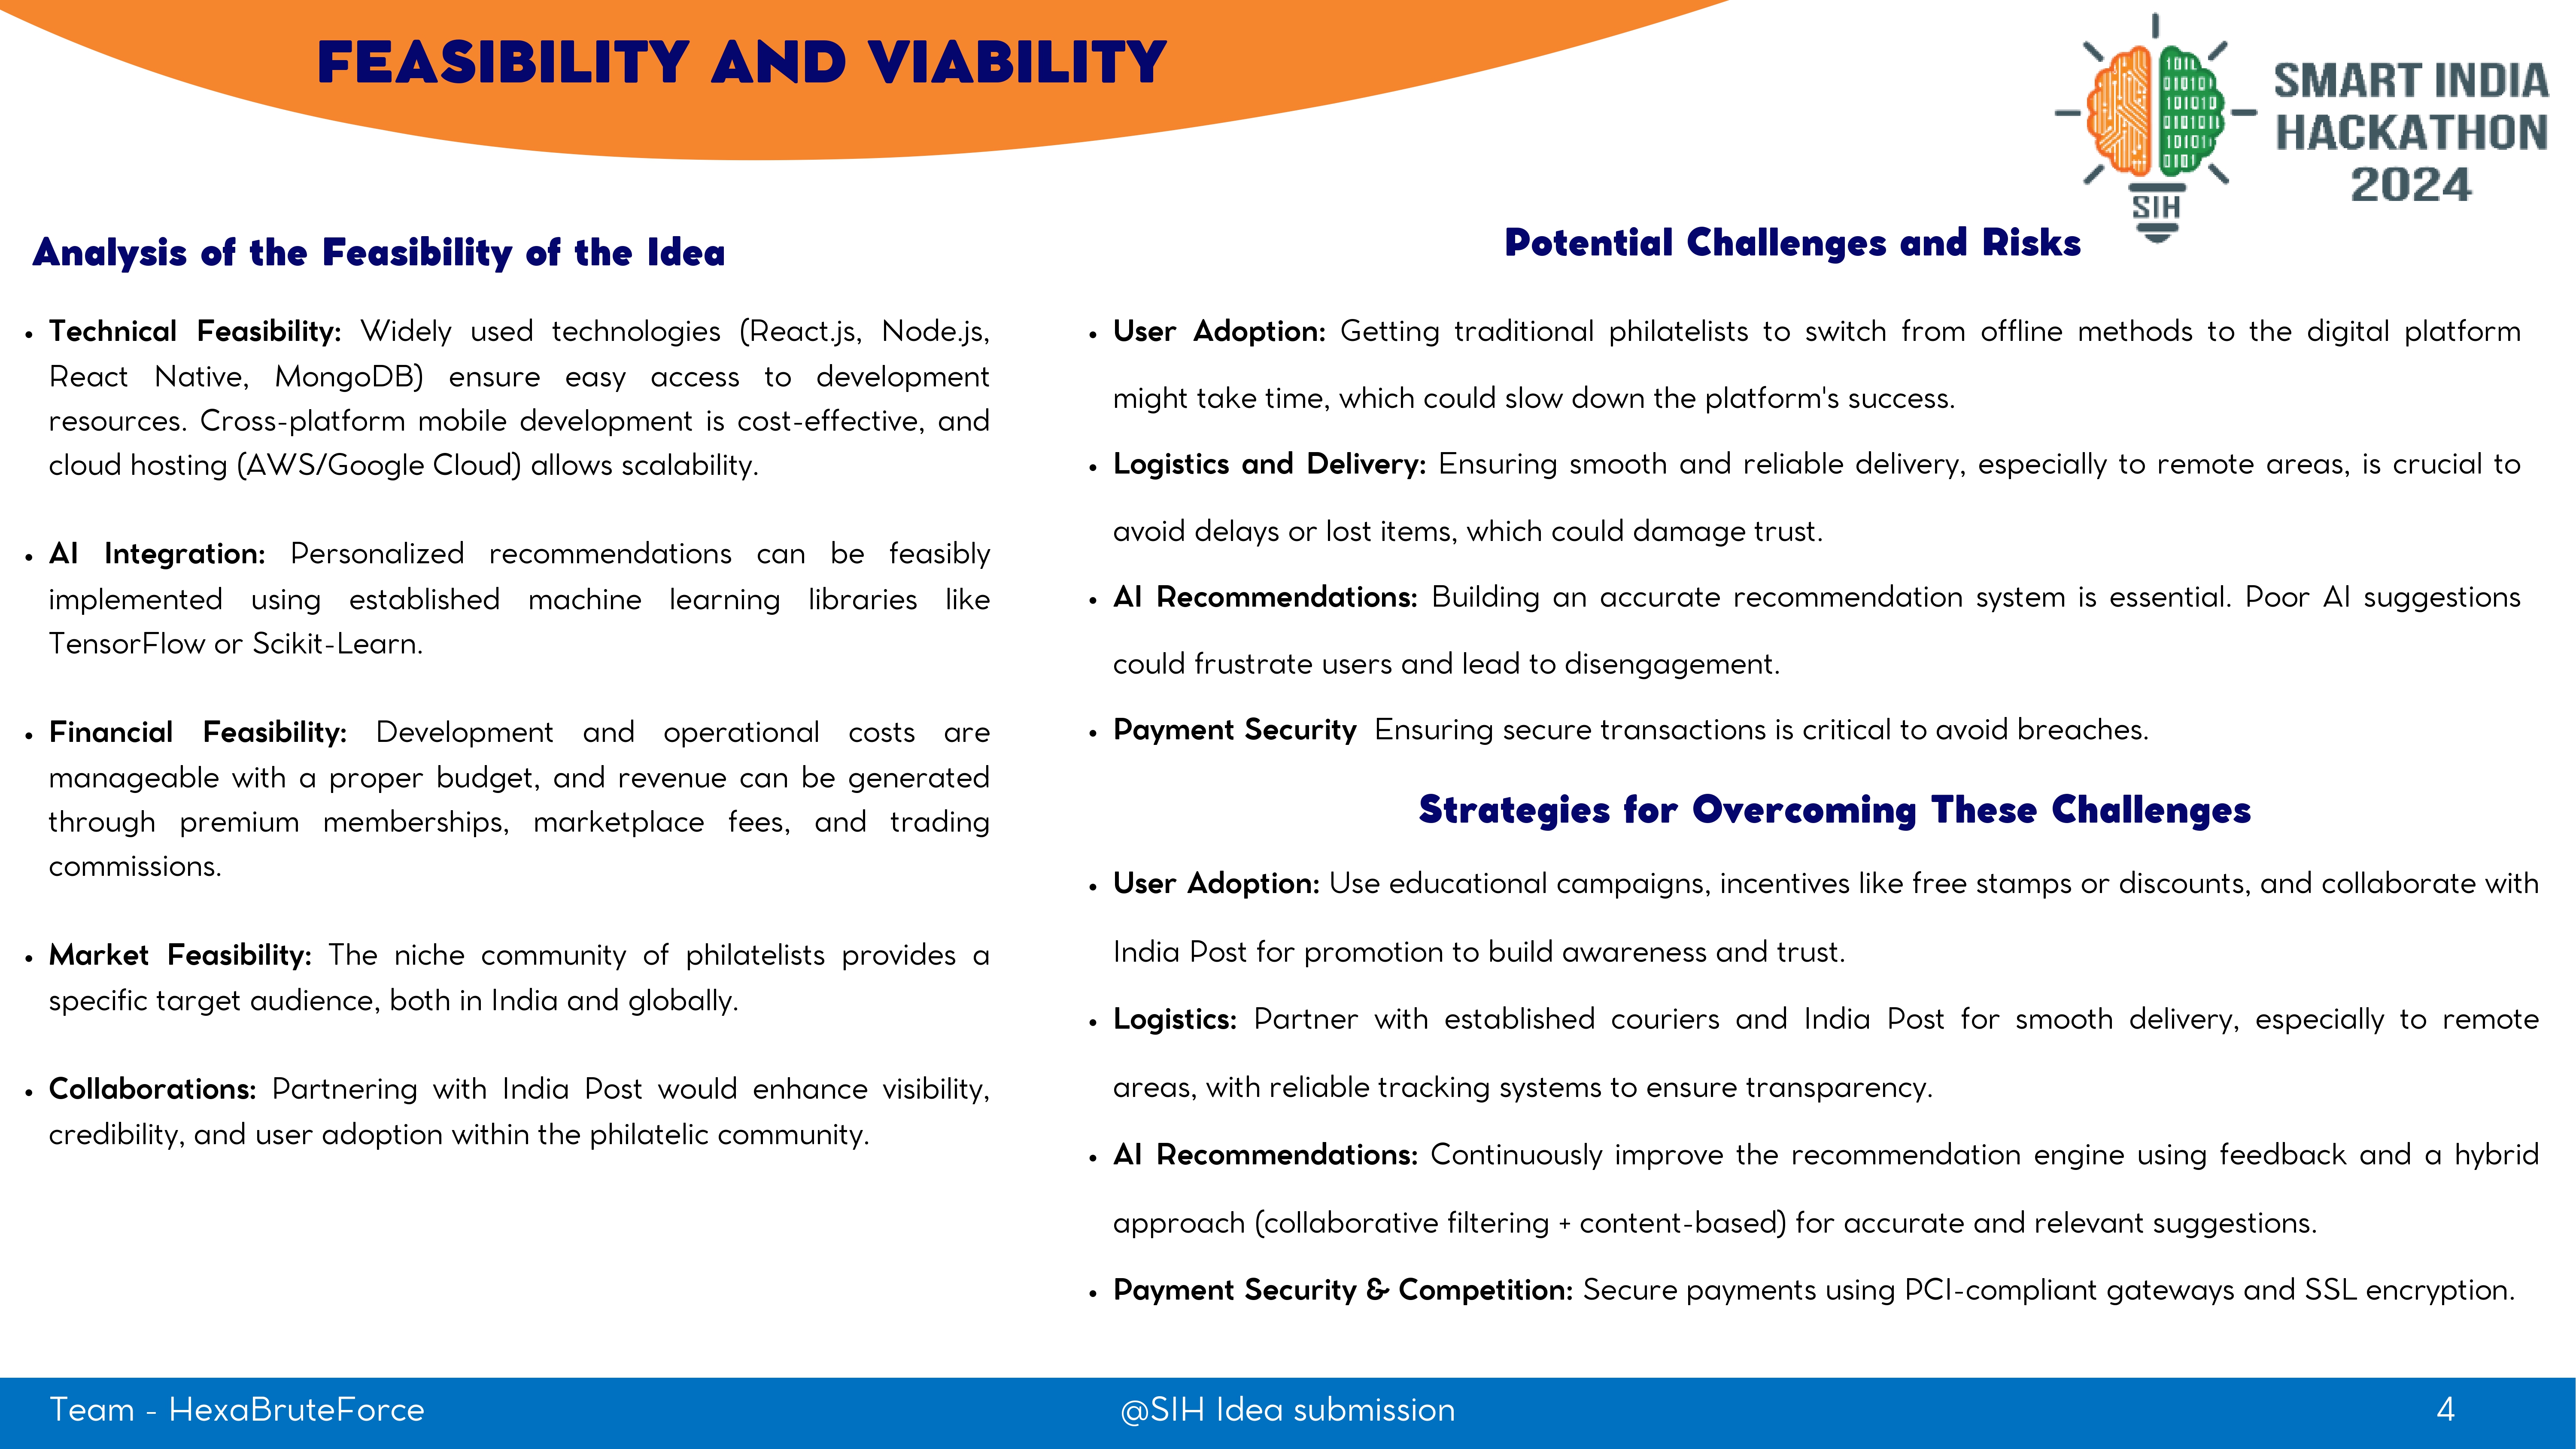 FEASIBILITY AND VIABILITY
SMART INDIA
HACKATHON
2024
SIH
Analysis of the Feasibility of the Idea
• Technical Feasibility: Widely used technologies (React.js, Node.js,
React Native, MongoDB) ensure easy access to development
resources. Cross-platform mobile development is cost-effective, and
cloud hosting (AWS/Google Cloud) allows scalability.
• AI Integration: Personalized recommendations can be feasibly
implemented using established machine learning libraries like
TensorFlow or Scikit-Learn.
• Financial Feasibility: Development and operational costs are
manageable with a proper budget, and revenue can be generated
through premium memberships, marketplace fees, and trading
commissions.
• Market Feasibility: The niche community of philatelists provides a
specific target audience, both in India and globally.
• Collaborations: Partnering with India Post would enhance visibility,
credibility, and user adoption within the philatelic community.
Potential Challenges and Risks
• User Adoption: Getting traditional philatelists to switch from offline methods to the digital platform
might take time, which could slow down the platform's success.
• Logistics and Delivery: Ensuring smooth and reliable delivery, especially to remote areas, is crucial to
avoid delays or lost items, which could damage trust.
• AI Recommendations: Building an accurate recommendation system is essential. Poor AI suggestions
could frustrate users and lead to disengagement.
• Payment Security  Ensuring secure transactions is critical to avoid breaches.
Strategies for Overcoming These Challenges
• User Adoption: Use educational campaigns, incentives like free stamps or discounts, and collaborate with
India Post for promotion to build awareness and trust.
• Logistics: Partner with established couriers and India Post for smooth delivery, especially to remote
areas, with reliable tracking systems to ensure transparency.
• AI Recommendations: Continuously improve the recommendation engine using feedback and a hybrid
approach (collaborative filtering + content-based) for accurate and relevant suggestions.
• Payment Security & Competition: Secure payments using PCI-compliant gateways and SSL encryption.
Team - HexaBruteForce
@SIH Idea submission
4